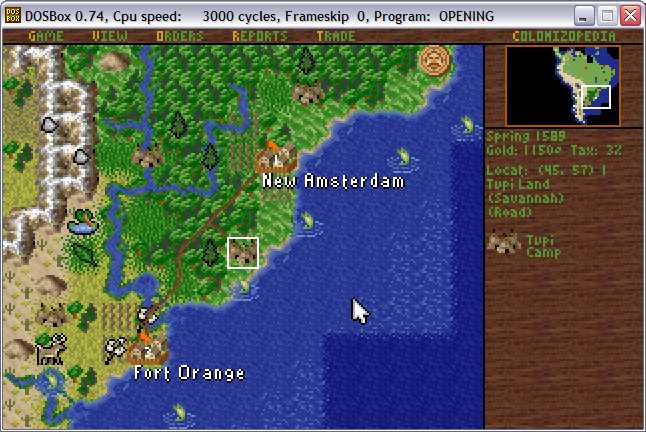 DOSBox 0.74, Cpu speed: 3000 cycles, Frameskip 0, Program: OPENING
GAME VIEW ORDERS REPORTS TRADE COLONIZOPEDIA
Spring 1589
Gold: 1150¢ Tax: 3%
Locat: (45, 57) 1
Tupi Land
(Savannah)
(Road)
New Amsterdam
Tupi
Camp
Fort Orange